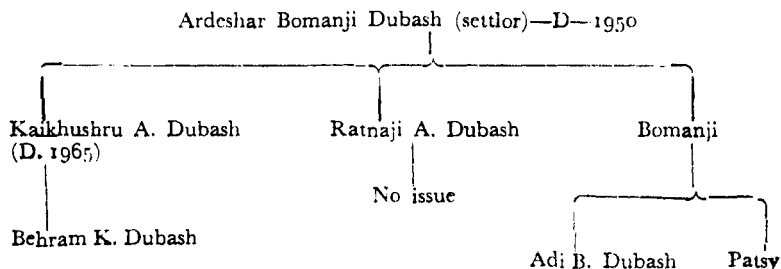 Ardeshar Bomanji Dubash (settlor)—D—1950
Kaikhushru A. Dubash Ratnaji A. Dubash Bomanji
(D. 1965)
No issue
Behram K. Dubash
Adi B. Dubash Patsy